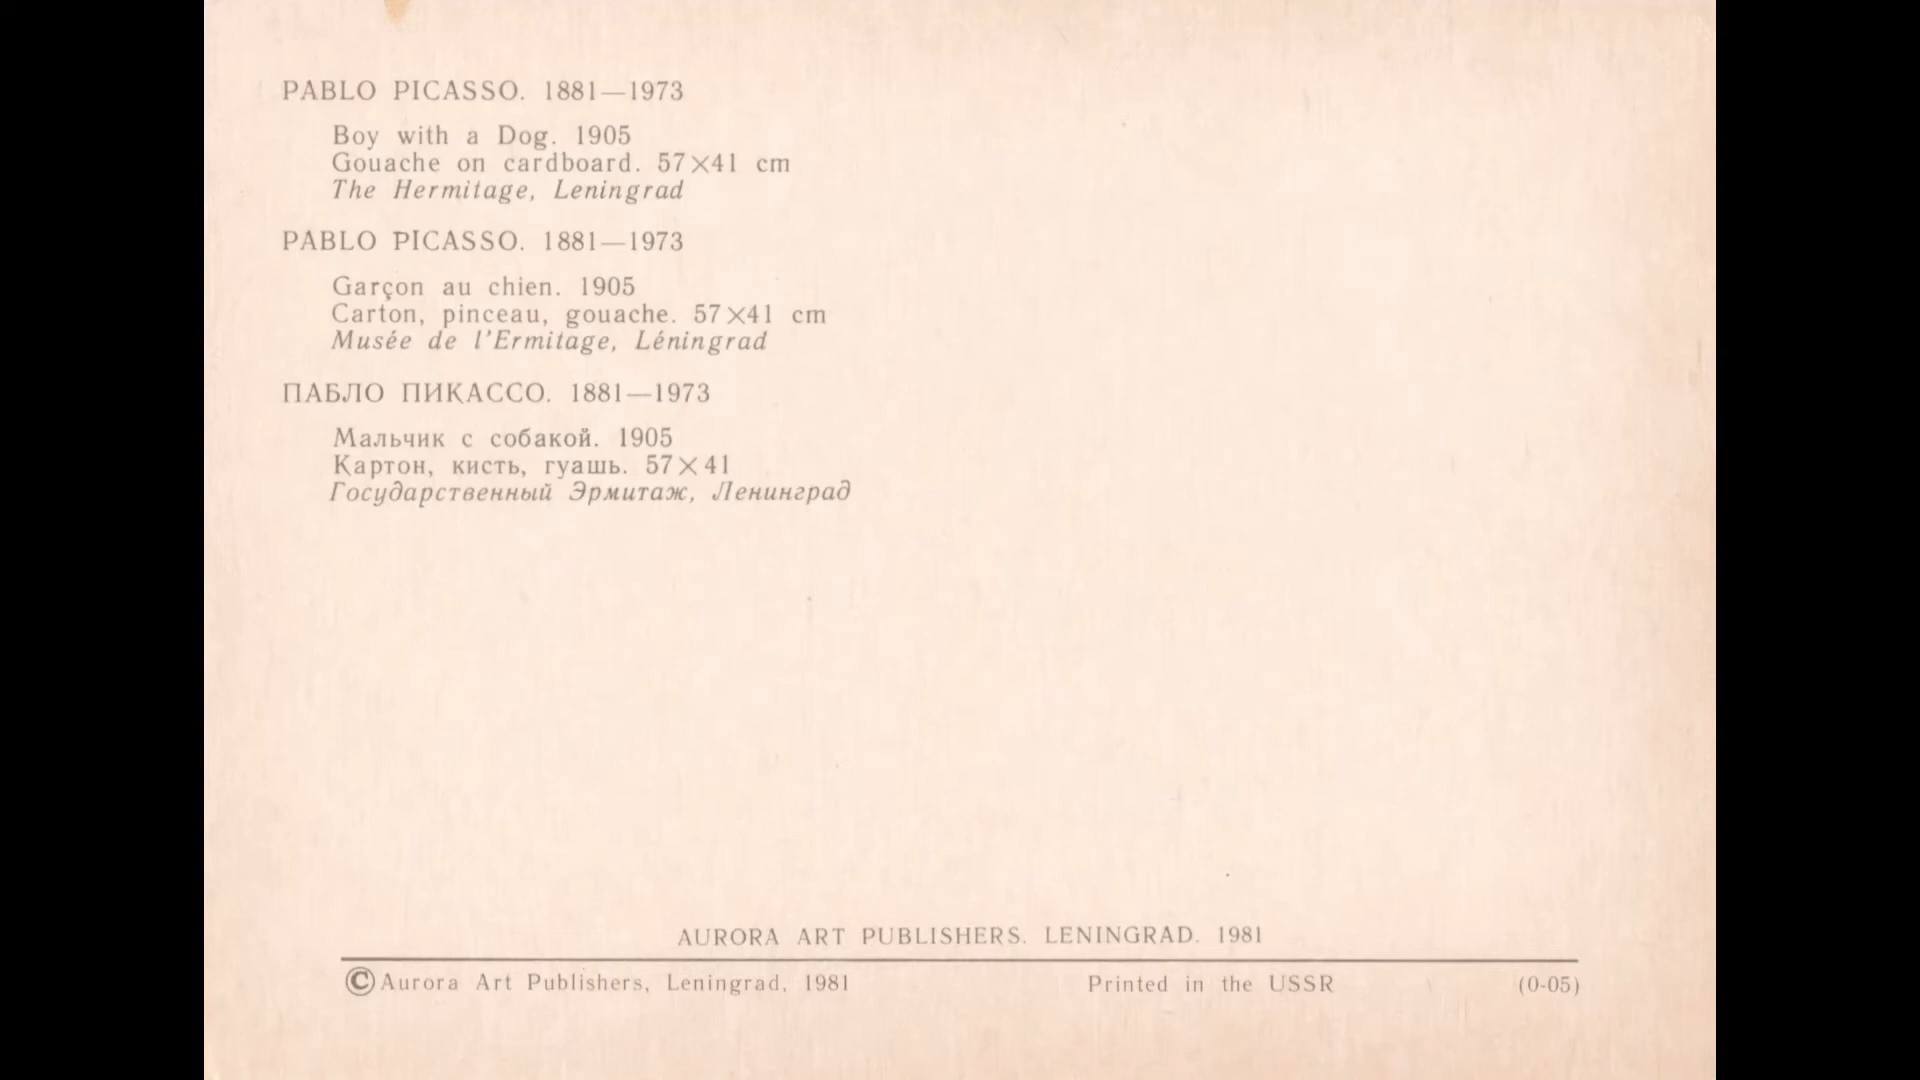 PABLO PICASSO. 1881—1973
Boy with a Dog. 1905
Gouache on cardboard. 57×41 cm
The Hermitage, Leningrad
PABLO PICASSO. 1881—1973
Garçon au chien. 1905
Carton, pinceau, gouache. 57×41 cm
Musée de l'Ermitage, Léningrad
ПАБЛО ПИКАССО. 1881—1973
Мальчик с собакой. 1905
Картон, кисть, гуашь. 57×41
Государственный Эрмитаж, Ленинград
AURORA ART PUBLISHERS. LENINGRAD. 1981
© Aurora Art Publishers, Leningrad, 1981 Printed in the USSR (0-05)